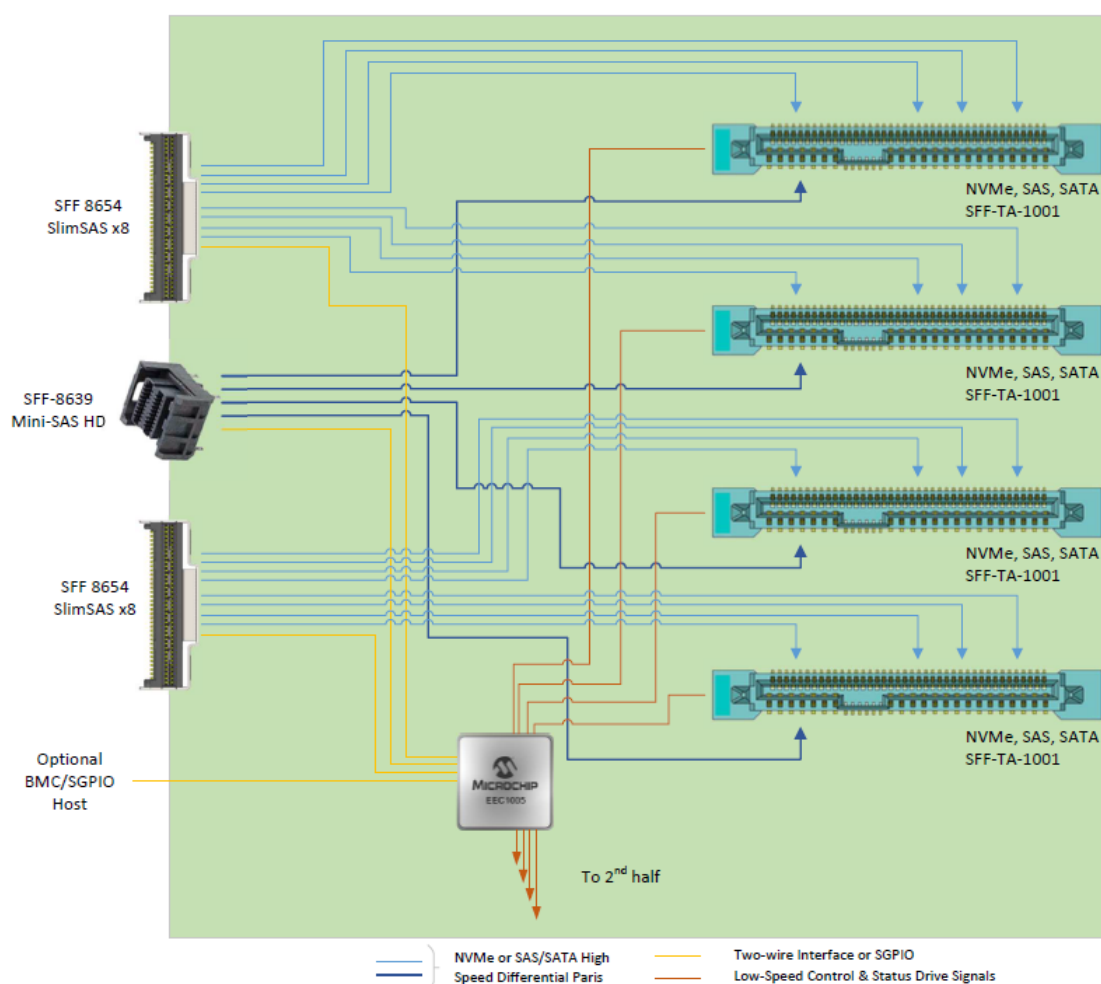 NVMe, SAS, SATA
SFF-TA-1001
SFF 8654
SlimSAS x8
NVMe, SAS, SATA
SFF-TA-1001
SFF-8639
Mini-SAS HD
NVMe, SAS, SATA
SFF-TA-1001
SFF 8654
SlimSAS x8
NVMe, SAS, SATA
SFF-TA-1001
Optional
BMC/SGPIO
Host
MICROCHIP
EEC1005
To 2nd half
NVMe or SAS/SATA High
Speed Differential Paris
Two-wire Interface or SGPIO
Low-Speed Control & Status Drive Signals